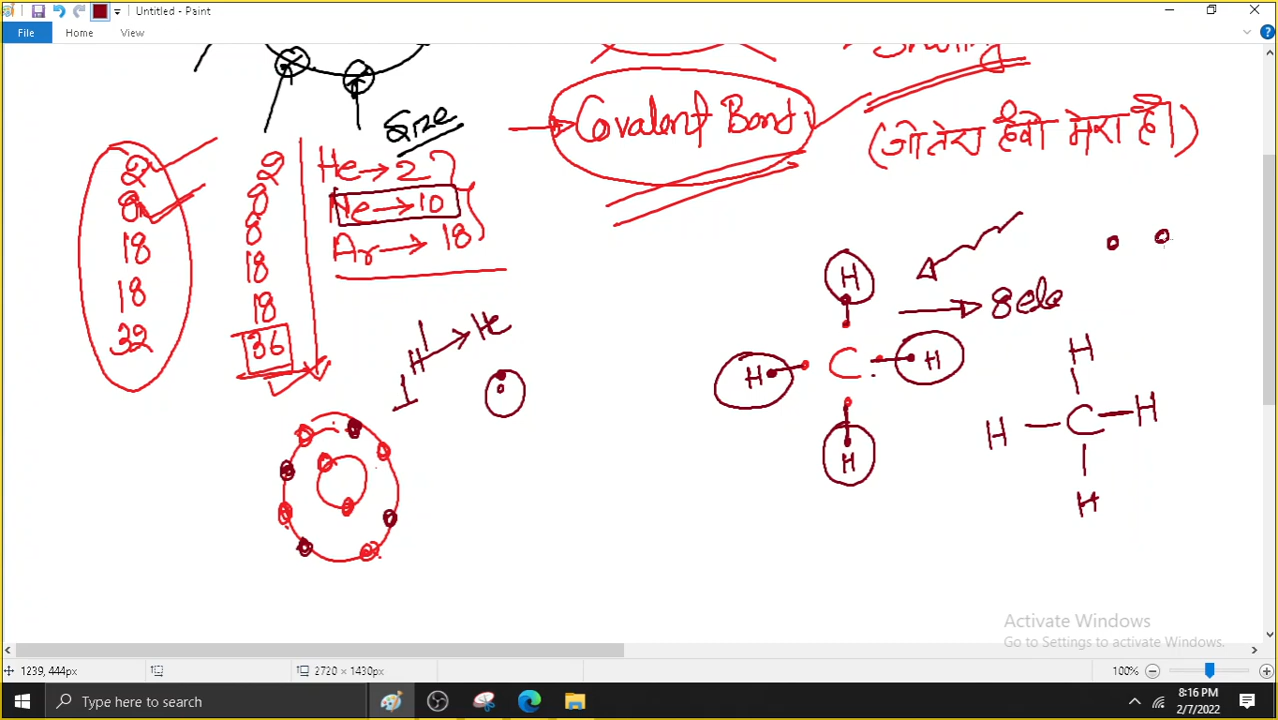 Untitled - Paint
File Home View
Sharing
Covalent Bond
(जो तेरा है वो मेरा है)
Size
2
8
18
18
32
2
8
8
18
18
36
He → 2
Ne → 10
Ar → 18
H → He
H
H C H
H
8 ele
H
H - C - H
H
Activate Windows
Go to Settings to activate Windows.
1239, 444px
2720 × 1430px
100%
Type here to search
8:16 PM
2/7/2022